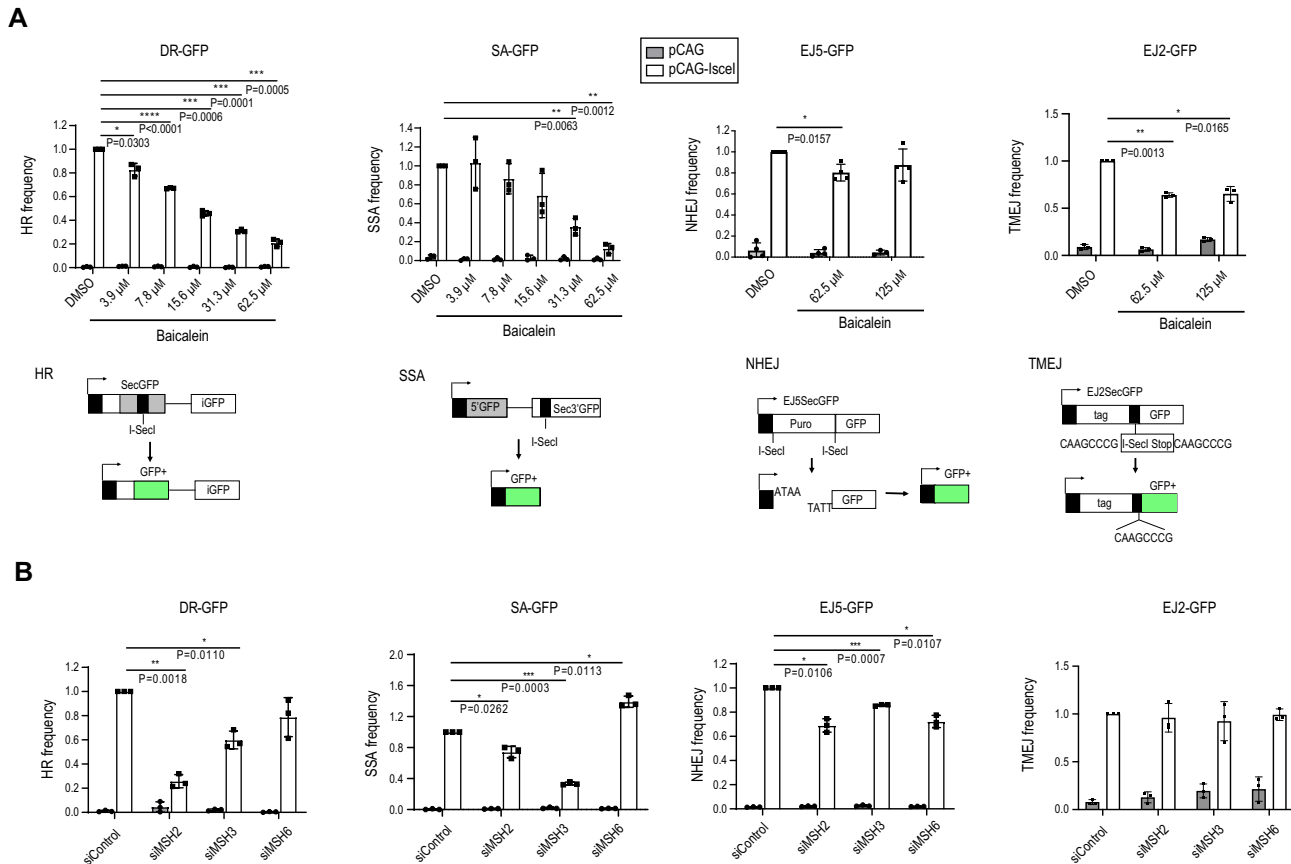 A
DR-GFP
SA-GFP
EJ5-GFP
EJ2-GFP
pCAG
pCAG-IsceI
***
P=0.0005
***
P=0.0001
***
P=0.0006
****
P<0.0001
*
P=0.0303
HR frequency
1.2
1.0
0.8
0.6
0.4
0.2
0.0
DMSO
3.9 µM
7.8 µM
15.6 µM
31.3 µM
62.5 µM
Baicalein
**
P=0.0012
**
P=0.0063
SSA frequency
1.4
1.2
1.0
0.8
0.6
0.4
0.2
0.0
DMSO
3.9 µM
7.8 µM
15.6 µM
31.3 µM
62.5 µM
Baicalein
*
P=0.0157
NHEJ frequency
1.2
1.0
0.8
0.6
0.4
0.2
0.0
DMSO
62.5 µM
125 µM
Baicalein
*
P=0.0165
**
P=0.0013
TMEJ frequency
1.5
1.0
0.5
0.0
DMSO
62.5 µM
125 µM
Baicalein
HR
SecGFP
iGFP
I-SecI
GFP+
iGFP
SSA
5'GFP
Sec3'GFP
I-SecI
GFP+
NHEJ
EJ5SecGFP
Puro
GFP
I-SecI
I-SecI
ATAA
TATT
GFP
GFP+
TMEJ
EJ2SecGFP
tag
GFP
CAAGCCCG
I-SecI Stop
CAAGCCCG
GFP+
tag
CAAGCCCG
B
DR-GFP
SA-GFP
EJ5-GFP
EJ2-GFP
*
P=0.0110
**
P=0.0018
HR frequency
1.2
1.0
0.8
0.6
0.4
0.2
0.0
siControl
siMSH2
siMSH3
siMSH6
*
P=0.0113
***
P=0.0003
*
P=0.0262
SSA frequency
2.0
1.6
1.2
0.8
0.4
0.0
siControl
siMSH2
siMSH3
siMSH6
*
P=0.0107
***
P=0.0007
*
P=0.0106
NHEJ frequency
1.2
1.0
0.8
0.6
0.4
0.2
0.0
siControl
siMSH2
siMSH3
siMSH6
TMEJ frequency
1.5
1.0
0.5
0.0
siControl
siMSH2
siMSH3
siMSH6